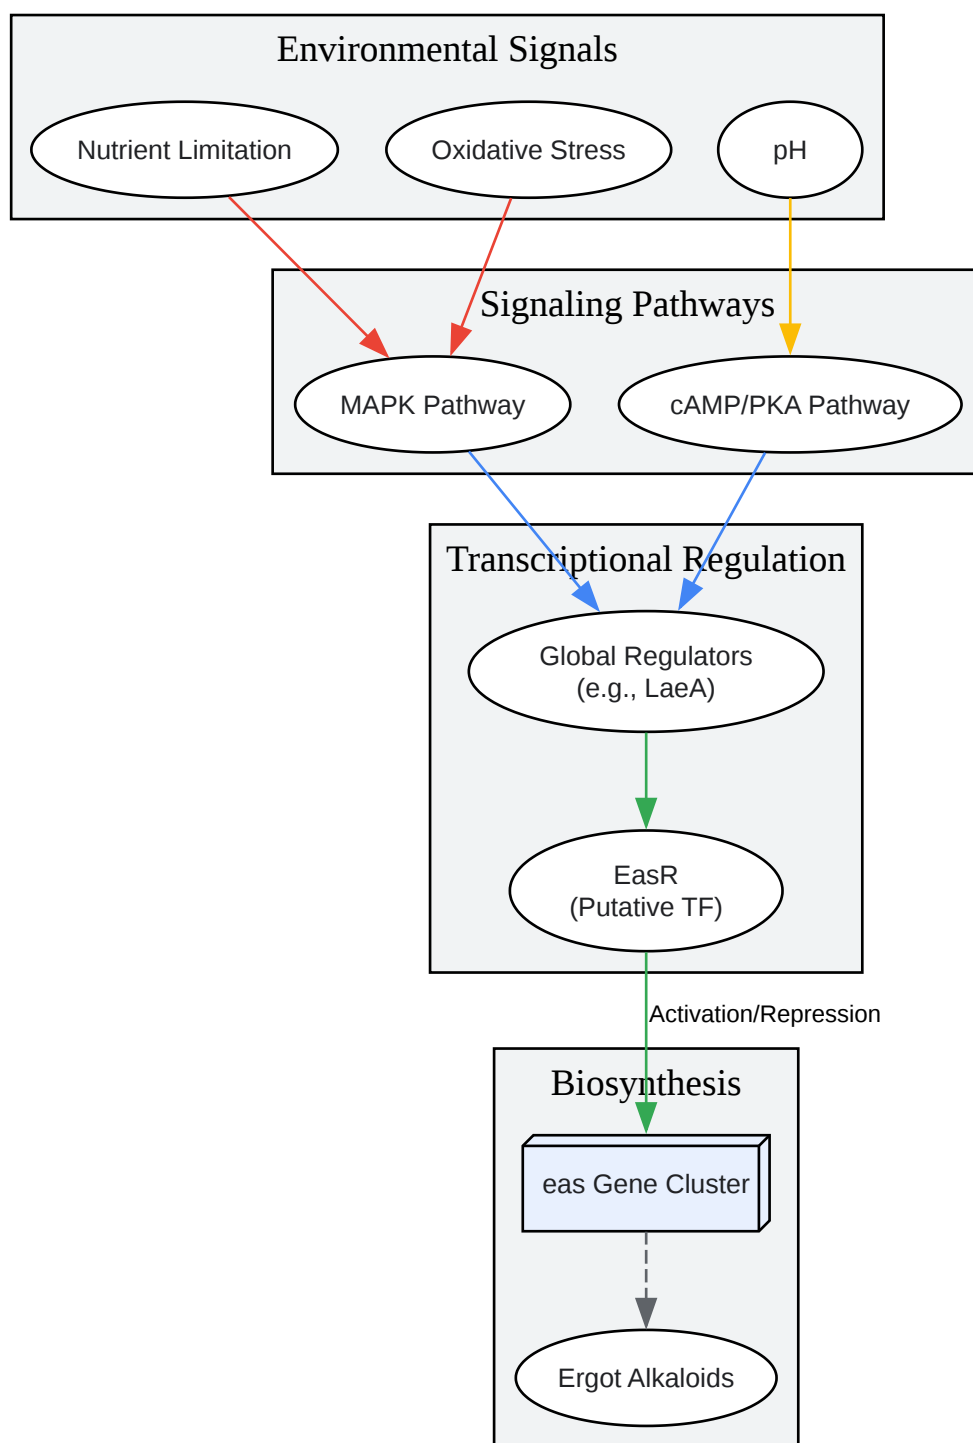 Environmental Signals
Nutrient Limitation
Oxidative Stress
pH
Signaling Pathways
MAPK Pathway
cAMP/PKA Pathway
Transcriptional Regulation
Global Regulators
(e.g., LaeA)
EasR
(Putative TF)
Activation/Repression
Biosynthesis
eas Gene Cluster
Ergot Alkaloids